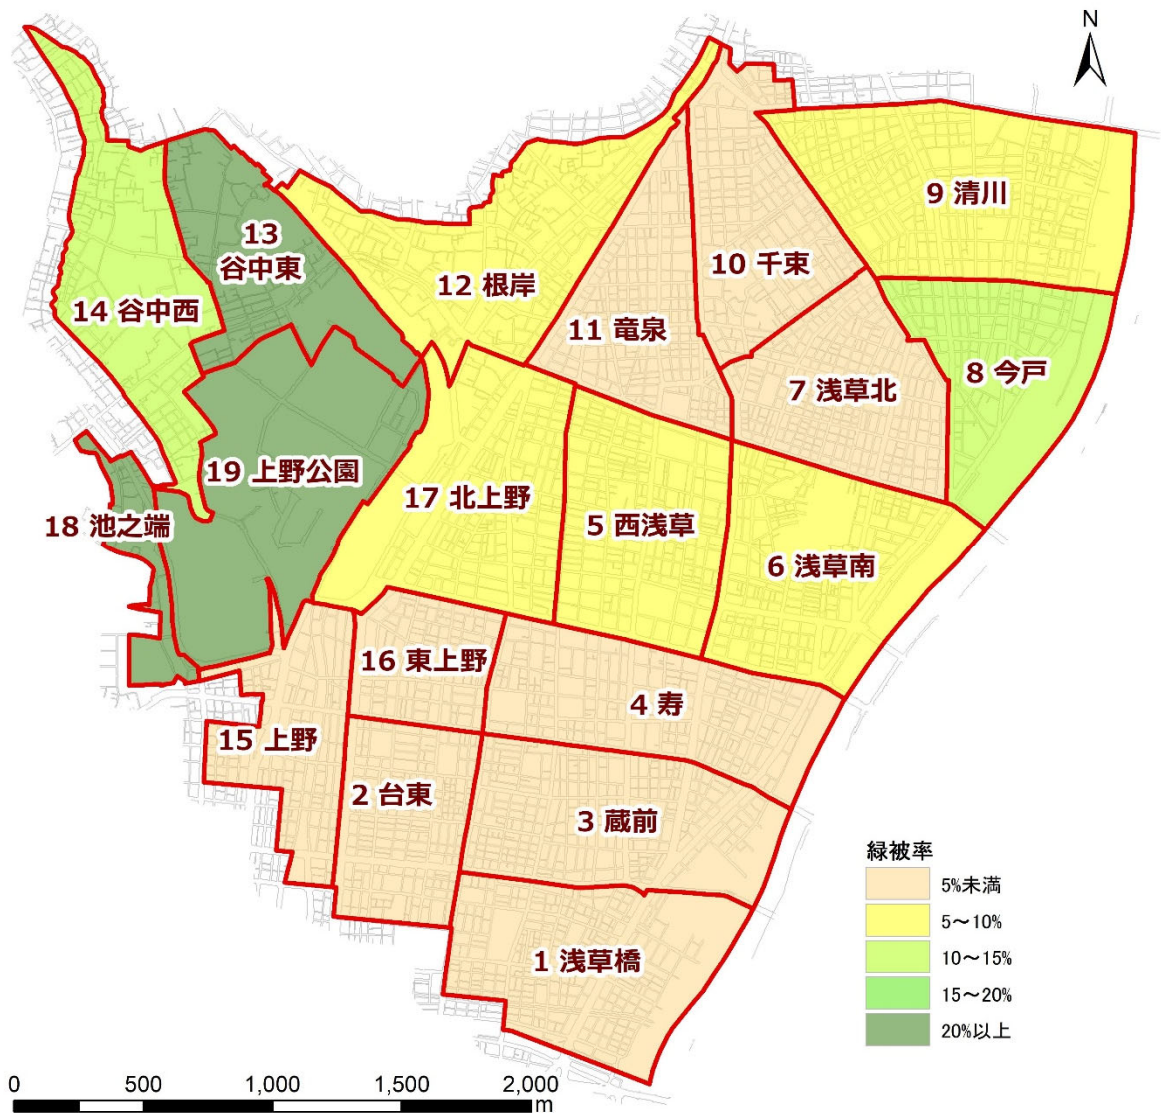 N
9 清川
13
谷中東
10 千束
12 根岸
14 谷中西
11 竜泉
8 今戸
7 浅草北
19 上野公園
17 北上野
18 池之端
5 西浅草
6 浅草南
16 東上野
4 寿
15 上野
2 台東
3 蔵前
1 浅草橋
緑被率
5%未満
5～10%
10～15%
15～20%
20%以上
0 500 1,000 1,500 2,000
m